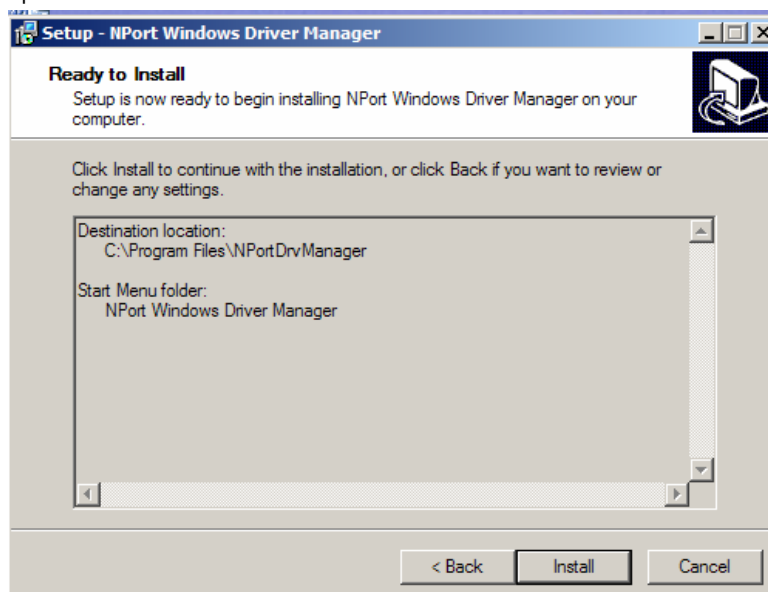 Setup - NPort Windows Driver Manager
Ready to Install
Setup is now ready to begin installing NPort Windows Driver Manager on your
computer.
Click Install to continue with the installation, or click Back if you want to review or
change any settings.
Destination location:
C:\Program Files\NPortDrvManager
Start Menu folder:
NPort Windows Driver Manager
< Back
Install
Cancel